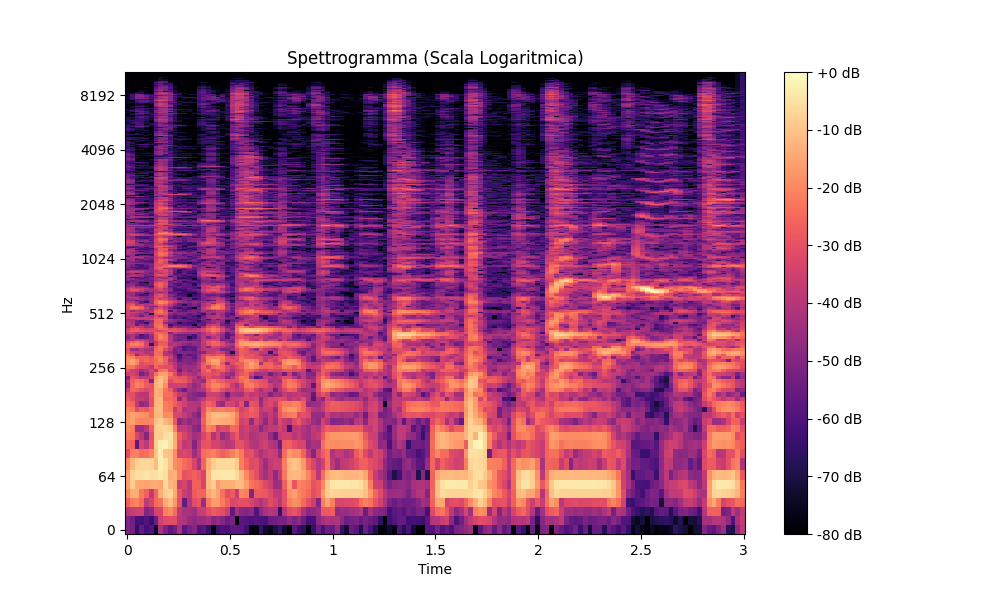 Spettrogramma (Scala Logaritmica)
Hz
8192
4096
2048
1024
512
256
128
64
0
0 0.5 1 1.5 2 2.5 3
Time
+0 dB
-10 dB
-20 dB
-30 dB
-40 dB
-50 dB
-60 dB
-70 dB
-80 dB